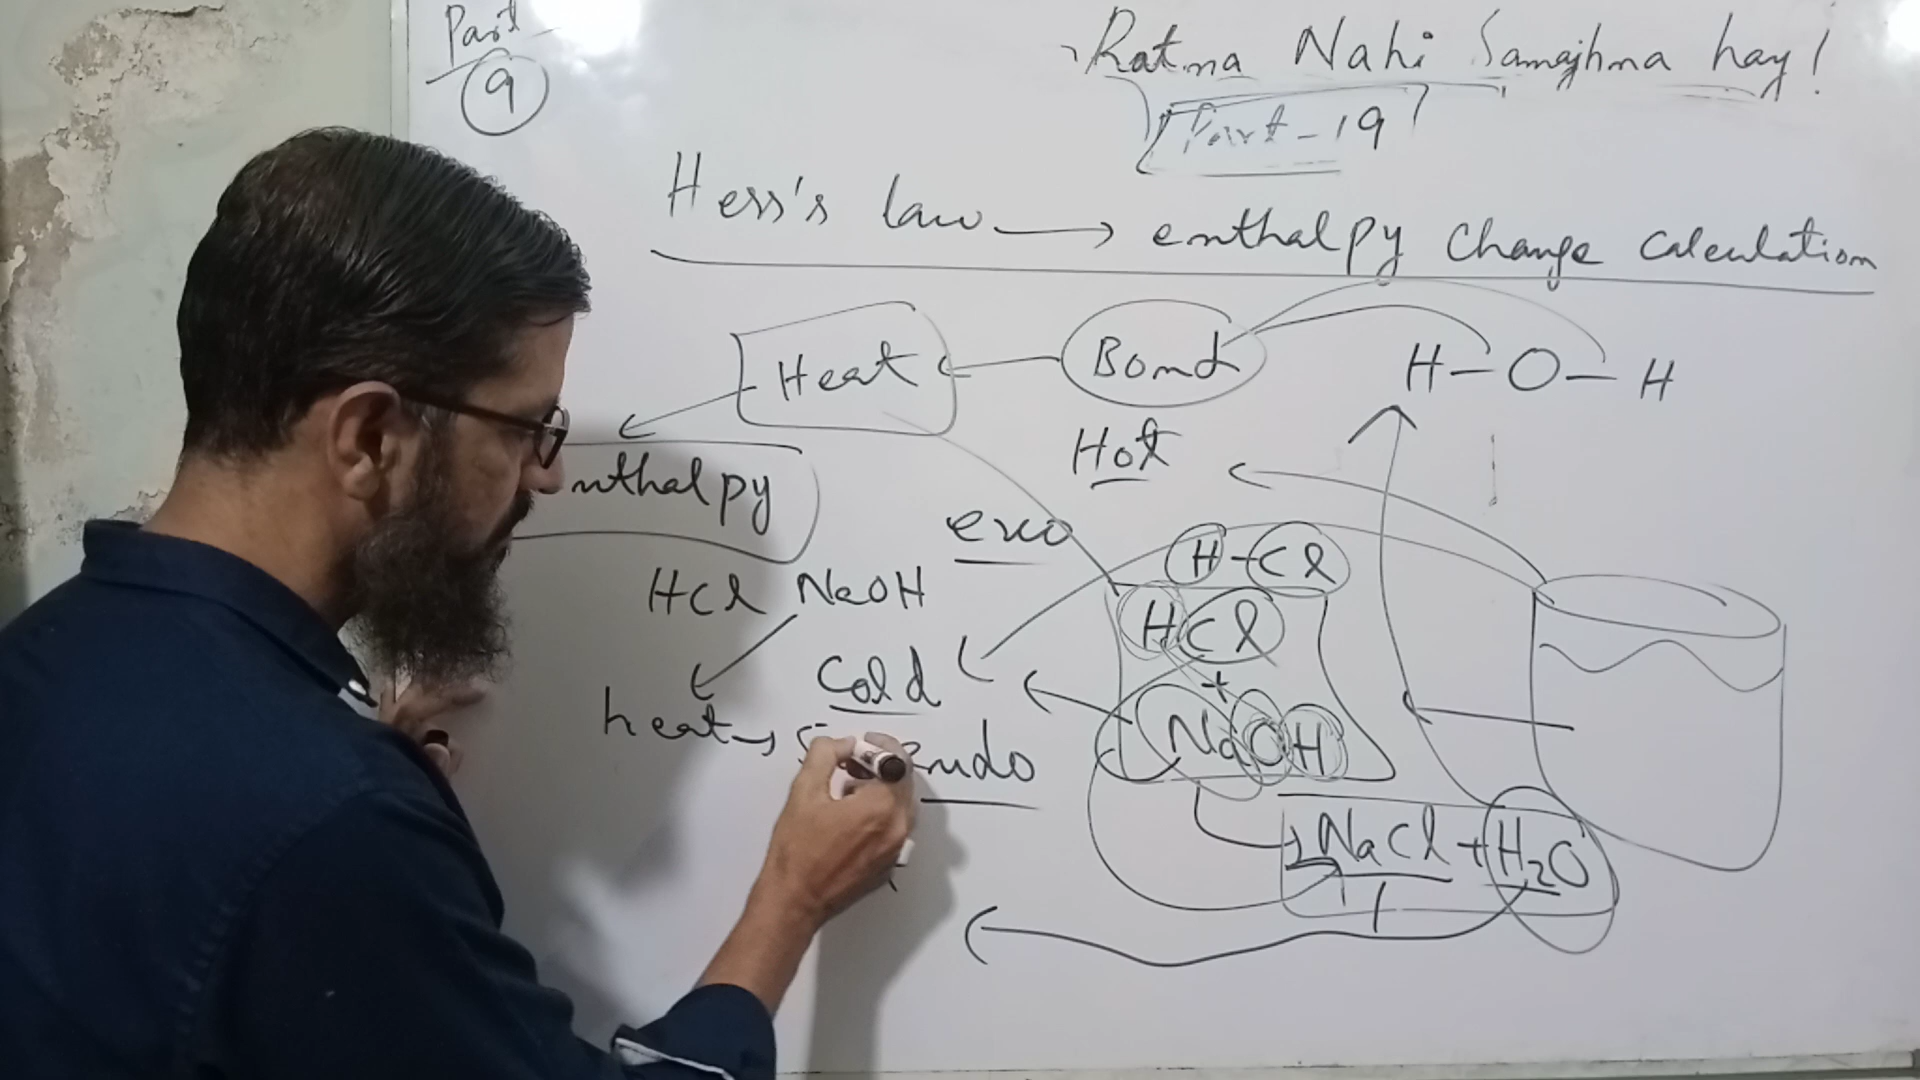 Part
9
Ratna Nahi Samajhna hay!
Part-19
Hess's law → enthalpy change calculation
Heat
Bond
H-O-H
Hot
nthalpy
exo
H-Cl
HCl NaOH
HCl
Cold
+
heat →
endo
NaOH
NaCl + H₂O